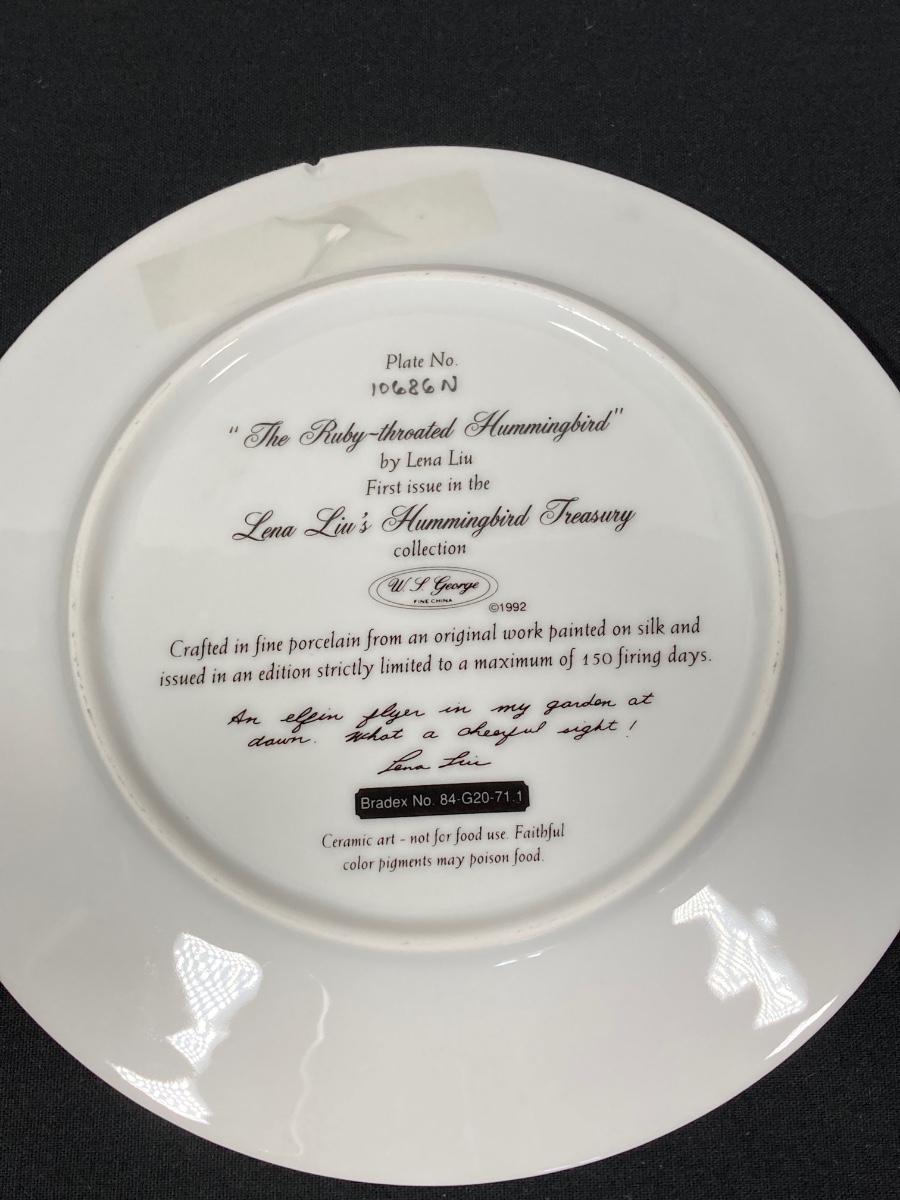 Plate No.
10686N
"The Ruby-throated Hummingbird"
by Lena Liu
First issue in the
Lena Liu's Hummingbird Treasury
collection
W. S. George
FINE CHINA
©1992
Crafted in fine porcelain from an original work painted on silk and
issued in an edition strictly limited to a maximum of 150 firing days.
An elfin flyer in my garden at
dawn. What a cheerful sight!
Lena Liu
Bradex No. 84-G20-71.1
Ceramic art - not for food use. Faithful
color pigments may poison food.